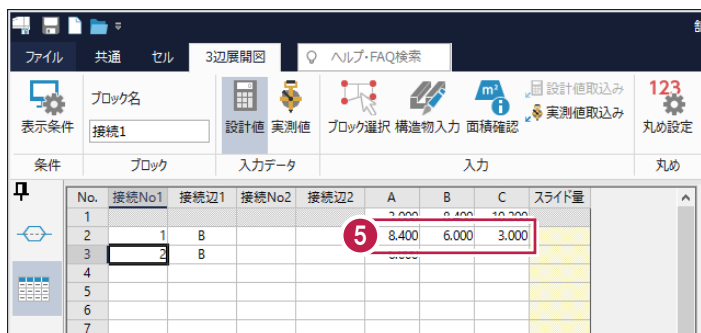 ファイル 共通 セル 3辺展開図 ヘルプ・FAQ検索
ブロック名
接続1
表示条件 設計値 実測値 ブロック選択 構造物入力 面積確認 設計値取込み 実測値取込み 丸め設定
m²
123
条件 ブロック 入力データ 入力 丸め
No. 接続No1 接続辺1 接続No2 接続辺2 A B C スライド量
1
2 1 B 8.400 6.000 3.000
5
3 2 B
4
5
6
7